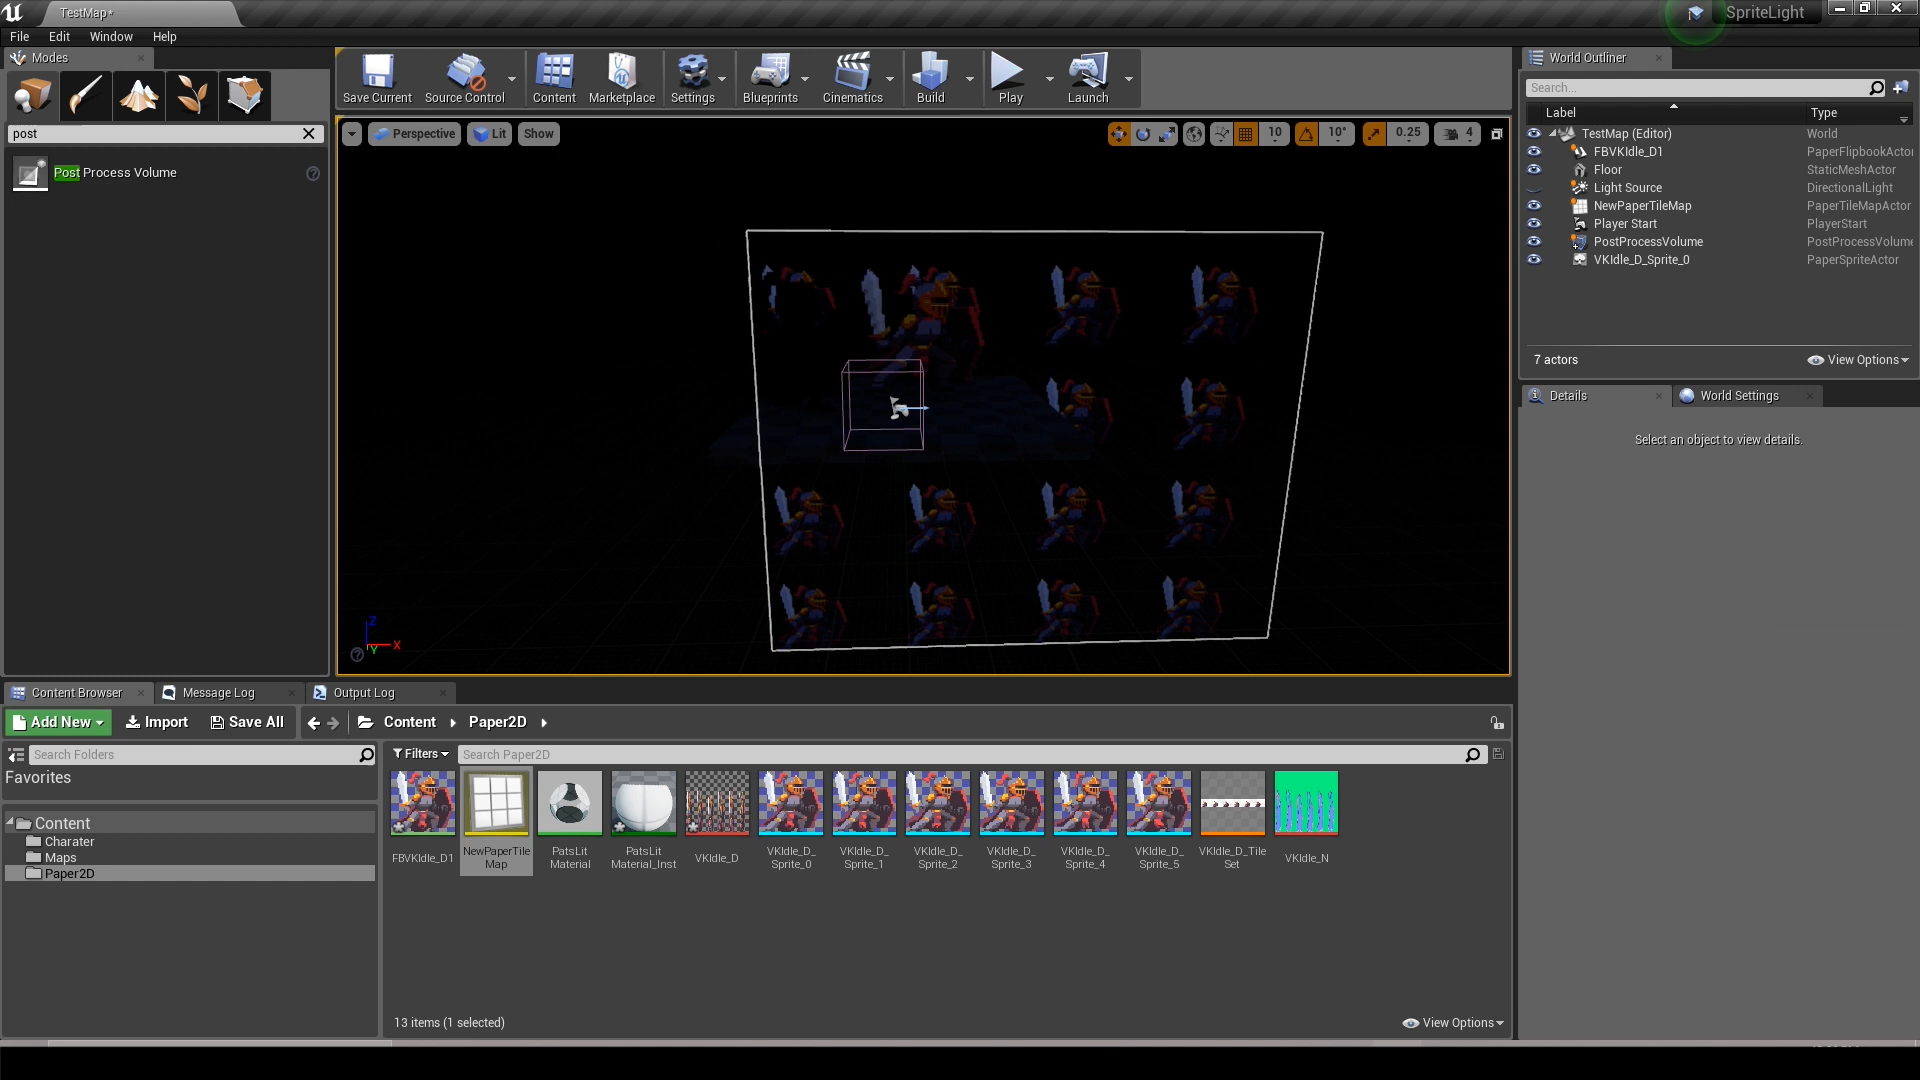 TestMap*
SpriteLight
File Edit Window Help
Modes
post
Post Process Volume
Save Current Source Control Content Marketplace Settings Blueprints Cinematics Build Play Launch
Perspective Lit Show
10 10° 0.25 4
Z
X
Y
World Outliner
Search...
Label Type
TestMap (Editor) World
FBVKIdle_D1 PaperFlipbookActor
Floor StaticMeshActor
Light Source DirectionalLight
NewPaperTileMap PaperTileMapActor
Player Start PlayerStart
PostProcessVolume PostProcessVolume
VKIdle_D_Sprite_0 PaperSpriteActor
7 actors View Options
Details World Settings
Select an object to view details.
Content Browser Message Log Output Log
Add New Import Save All Content Paper2D
Search Folders
Favorites
Content
Charater
Maps
Paper2D
Filters Search Paper2D
FBVKIdle_D1
NewPaperTile
Map
PatsLit
Material
PatsLit
Material_Inst
VKIdle_D
VKIdle_D_
Sprite_0
VKIdle_D_
Sprite_1
VKIdle_D_
Sprite_2
VKIdle_D_
Sprite_3
VKIdle_D_
Sprite_4
VKIdle_D_
Sprite_5
VKIdle_D_Tile
Set
VKIdle_N
13 items (1 selected) View Options